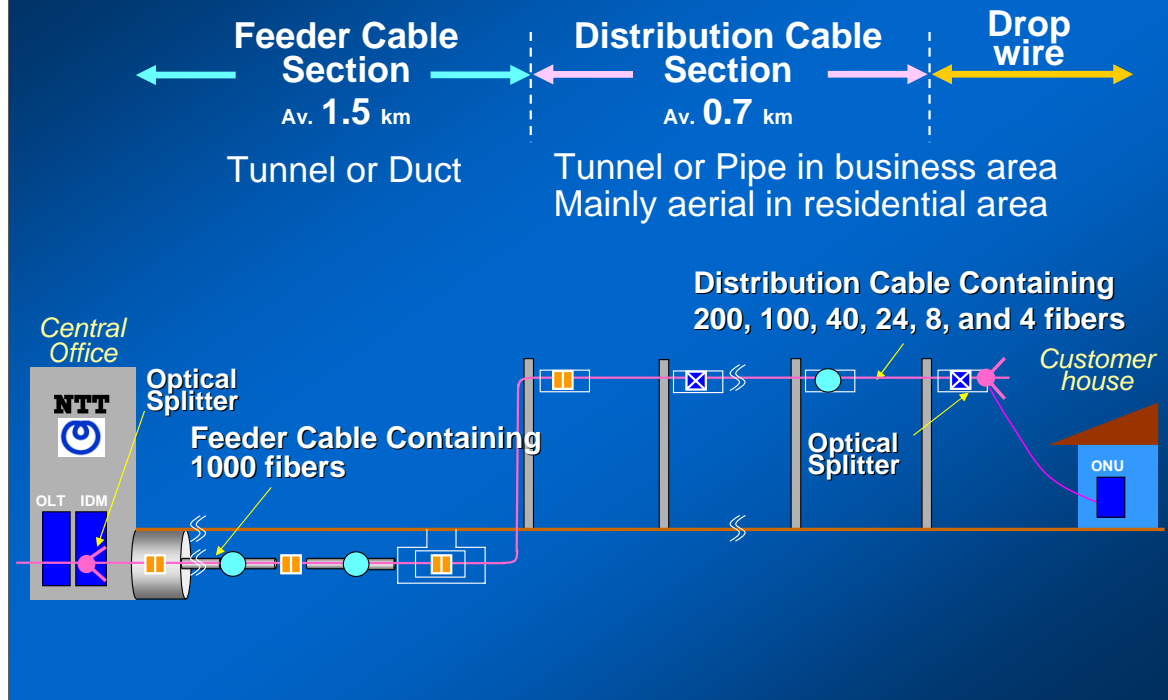 Feeder Cable
Section
Av. 1.5 km
Tunnel or Duct
Distribution Cable
Section
Av. 0.7 km
Tunnel or Pipe in business area
Mainly aerial in residential area
Drop
wire
Distribution Cable Containing
200, 100, 40, 24, 8, and 4 fibers
Central
Office
Optical
Splitter
NTT
Feeder Cable Containing
1000 fibers
OLT IDM
Optical
Splitter
Customer
house
ONU